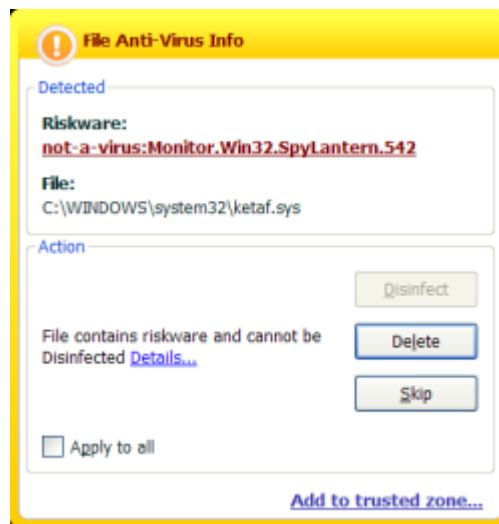 File Anti-Virus Info
Detected
Riskware:
not-a-virus:Monitor.Win32.SpyLantern.542
File:
C:\WINDOWS\system32\ketaf.sys
Action
Disinfect
File contains riskware and cannot be
Disinfected Details...
Delete
Skip
Apply to all
Add to trusted zone...